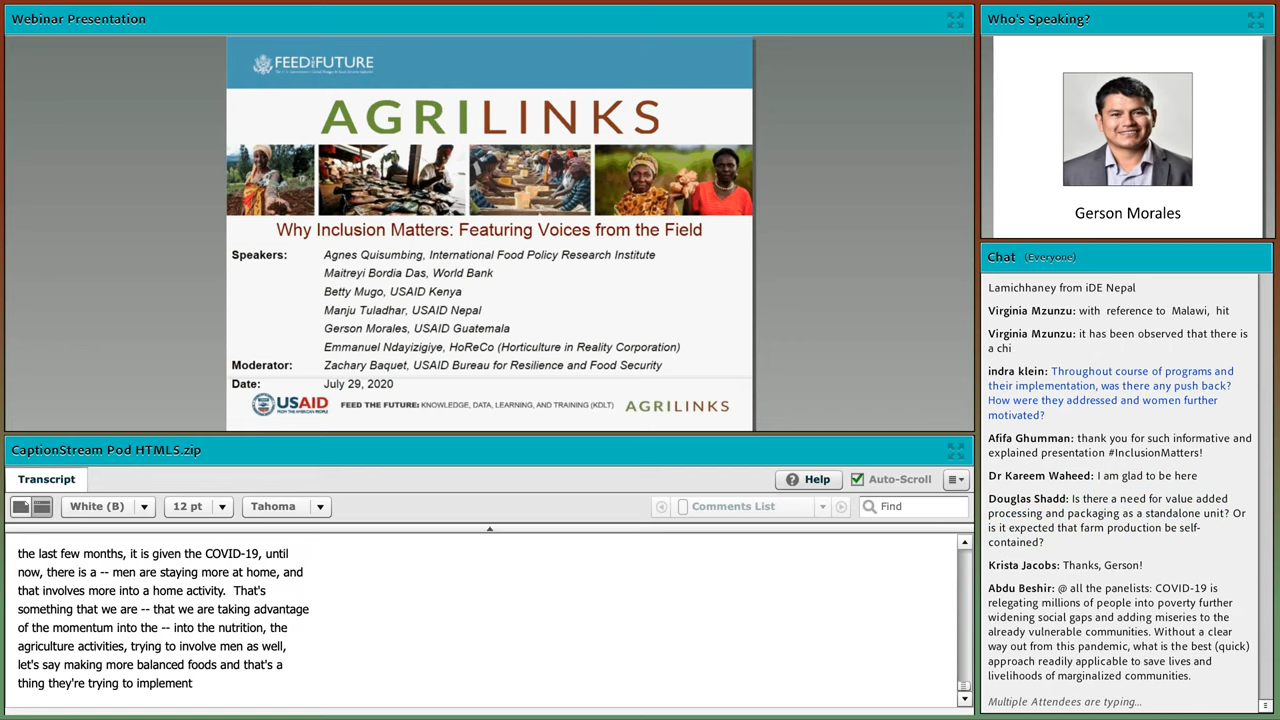 Webinar Presentation
FEED THE FUTURE
AGRILINKS
Why Inclusion Matters: Featuring Voices from the Field
Speakers: Agnes Quisumbing, International Food Policy Research Institute
Maitreyi Bordia Das, World Bank
Betty Mugo, USAID Kenya
Manju Tuladhar, USAID Nepal
Gerson Morales, USAID Guatemala
Emmanuel Ndayizigiye, HoReCo (Horticulture in Reality Corporation)
Moderator: Zachary Baquet, USAID Bureau for Resilience and Food Security
Date: July 29, 2020
USAID
FROM THE AMERICAN PEOPLE
FEED THE FUTURE: KNOWLEDGE, DATA, LEARNING, AND TRAINING (KDLT)
AGRILINKS
CaptionStream Pod HTML5.zip
Transcript
Help
Auto-Scroll
White (B)
12 pt
Tahoma
Comments List
Find
the last few months, it is given the COVID-19, until
now, there is a -- men are staying more at home, and
that involves more into a home activity.  That's
something that we are -- that we are taking advantage
of the momentum into the -- into the nutrition, the
agriculture activities, trying to involve men as well,
let's say making more balanced foods and that's a
thing they're trying to implement
Who's Speaking?
Gerson Morales
Chat (Everyone)
Lamichhaney from iDE Nepal
Virginia Mzunzu: with  reference to  Malawi,  hit
Virginia Mzunzu: it has been observed that there is
a chi
indra klein: Throughout course of programs and
their implementation, was there any push back?
How were they addressed and women further
motivated?
Afifa Ghumman: thank you for such informative and
explained presentation #InclusionMatters!
Dr Kareem Waheed: I am glad to be here
Douglas Shadd: Is there a need for value added
processing and packaging as a standalone unit? Or
is it expected that farm production be self-
contained?
Krista Jacobs: Thanks, Gerson!
Abdu Beshir: @ all the panelists: COVID-19 is
relegating millions of people into poverty further
widening social gaps and adding miseries to the
already vulnerable communities. Without a clear
way out from this pandemic, what is the best (quick)
approach readily applicable to save lives and
livelihoods of marginalized communities.
Multiple Attendees are typing...